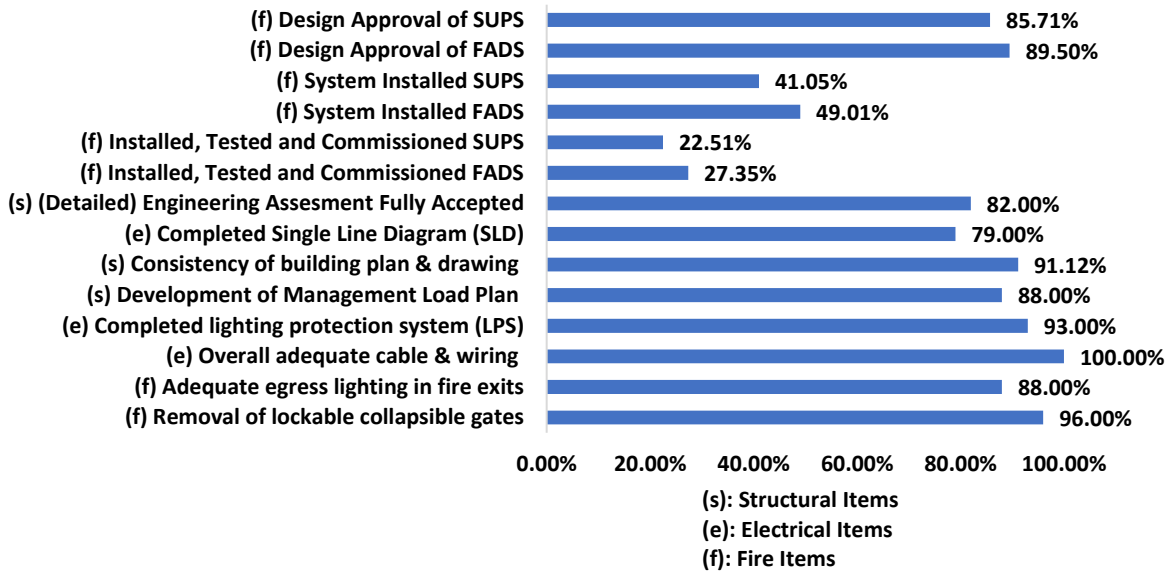 (f) Design Approval of SUPS 85.71%
(f) Design Approval of FADS 89.50%
(f) System Installed SUPS 41.05%
(f) System Installed FADS 49.01%
(f) Installed, Tested and Commissioned SUPS 22.51%
(f) Installed, Tested and Commissioned FADS 27.35%
(s) (Detailed) Engineering Assesment Fully Accepted 82.00%
(e) Completed Single Line Diagram (SLD) 79.00%
(s) Consistency of building plan & drawing 91.12%
(s) Development of Management Load Plan 88.00%
(e) Completed lighting protection system (LPS) 93.00%
(e) Overall adequate cable & wiring 100.00%
(f) Adequate egress lighting in fire exits 88.00%
(f) Removal of lockable collapsible gates 96.00%
0.00% 20.00% 40.00% 60.00% 80.00% 100.00%
(s): Structural Items
(e): Electrical Items
(f): Fire Items